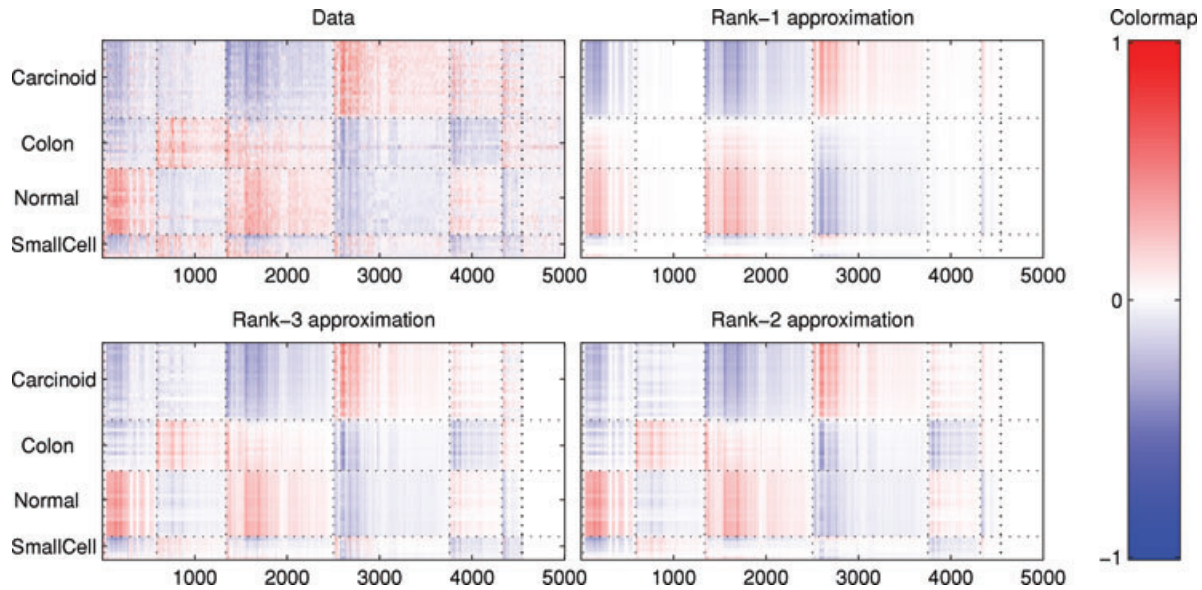 Data
Rank-1 approximation
Colormap
Carcinoid
Colon
Normal
SmallCell
1000 2000 3000 4000 5000
1000 2000 3000 4000 5000
1
0
-1
Rank-3 approximation
Rank-2 approximation
Carcinoid
Colon
Normal
SmallCell
1000 2000 3000 4000 5000
1000 2000 3000 4000 5000